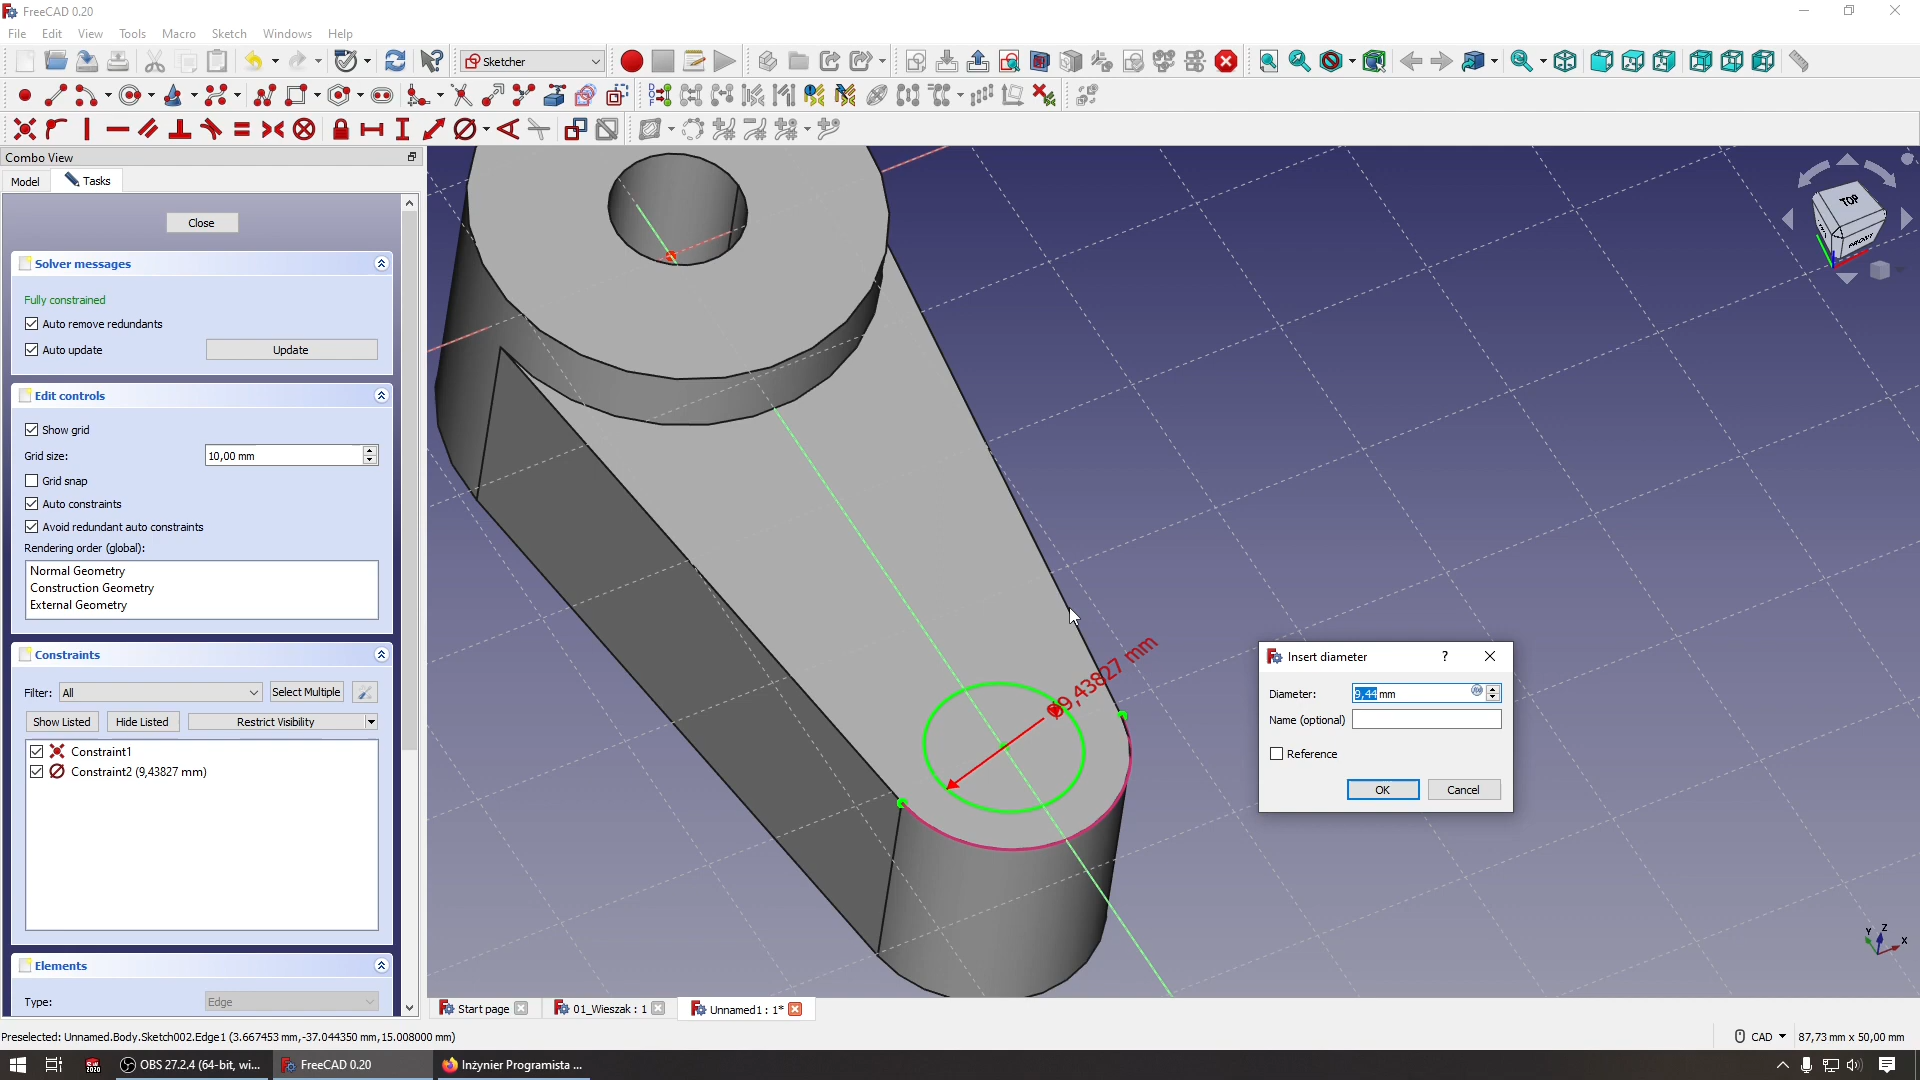 FreeCAD 0.20
File Edit View Tools Macro Sketch Windows Help
Sketcher
Combo View
Model Tasks
Close
Solver messages
Fully constrained
Auto remove redundants
Auto update Update
Edit controls
Show grid
Grid size: 10,00 mm
Grid snap
Auto constraints
Avoid redundant auto constraints
Rendering order (global):
Normal Geometry
Construction Geometry
External Geometry
Constraints
Filter: All Select Multiple
Show Listed Hide Listed Restrict Visibility
Constraint1
Constraint2 (9,43827 mm)
Elements
Type: Edge
TOP
FRONT
9,43827 mm
Insert diameter ?
Diameter: 9,44 mm
Name (optional)
Reference
OK Cancel
Y Z X
Start page 01_Wieszak : 1 Unnamed1 : 1*
Preselected: Unnamed.Body.Sketch002.Edge1 (3.667453 mm,-37.044350 mm,15.008000 mm) CAD 87,73 mm x 50,00 mm
OBS 27.2.4 (64-bit, wi... FreeCAD 0.20 Inżynier Programista ...